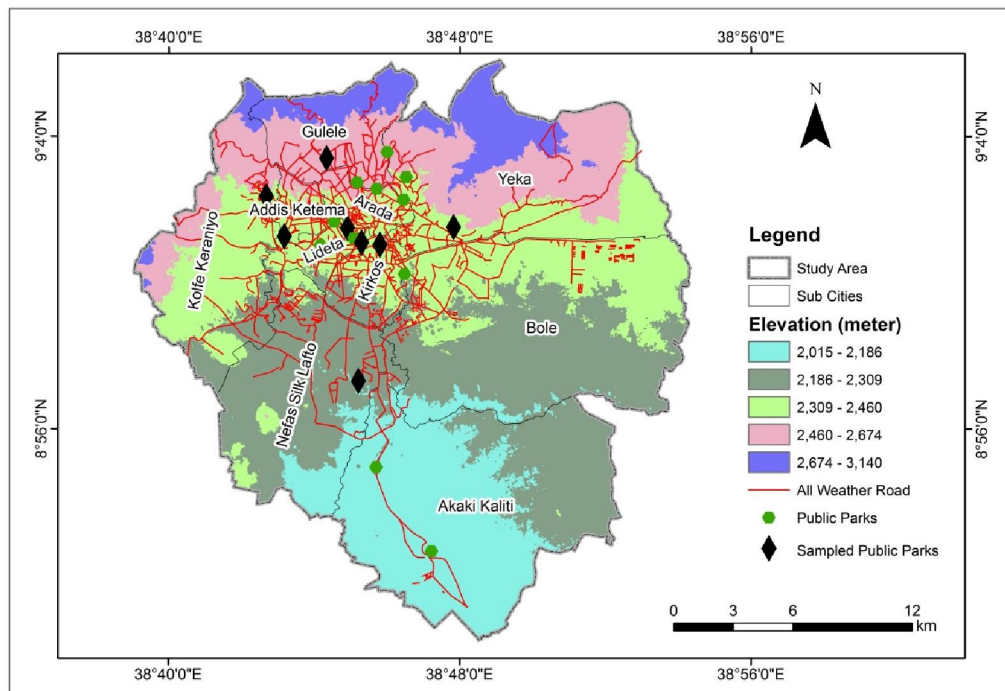 38°40'0"E 38°48'0"E 38°56'0"E
N
9°4'0"N 9°4'0"N
Gulele
Yeka
Addis Ketema
Arada
Kolfe Keraniyo
Lideta
Kirkos
Bole
Nefas Silk Lafto
Akaki Kaliti
8°56'0"N 8°56'0"N
Legend
Study Area
Sub Cities
Elevation (meter)
2,015 - 2,186
2,186 - 2,309
2,309 - 2,460
2,460 - 2,674
2,674 - 3,140
All Weather Road
Public Parks
Sampled Public Parks
0 3 6 12
km
38°40'0"E 38°48'0"E 38°56'0"E